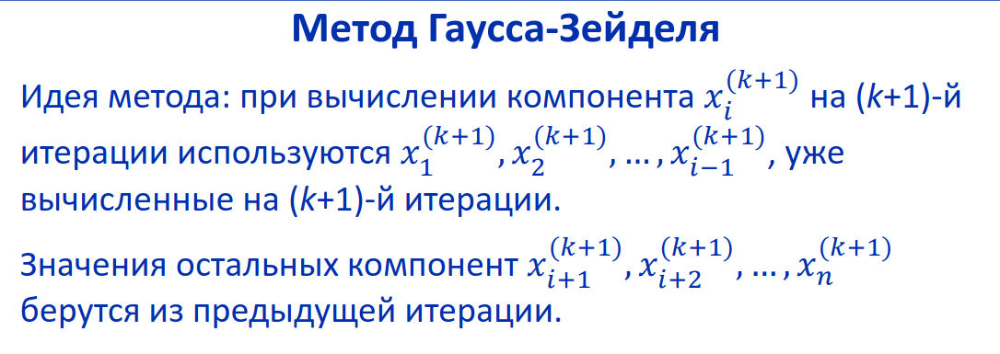 Метод Гаусса-Зейделя
Идея метода: при вычислении компонента $x_i^{(k+1)}$ на (k+1)-й
итерации используются $x_1^{(k+1)}, x_2^{(k+1)}, \dots, x_{i-1}^{(k+1)}$, уже
вычисленные на (k+1)-й итерации.
Значения остальных компонент $x_{i+1}^{(k+1)}, x_{i+2}^{(k+1)}, \dots, x_n^{(k+1)}$
берутся из предыдущей итерации.